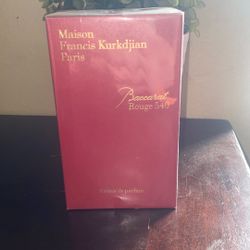 Maison
Francis Kurkdjian
Paris
Baccarat
Rouge 540
Extrait de parfum